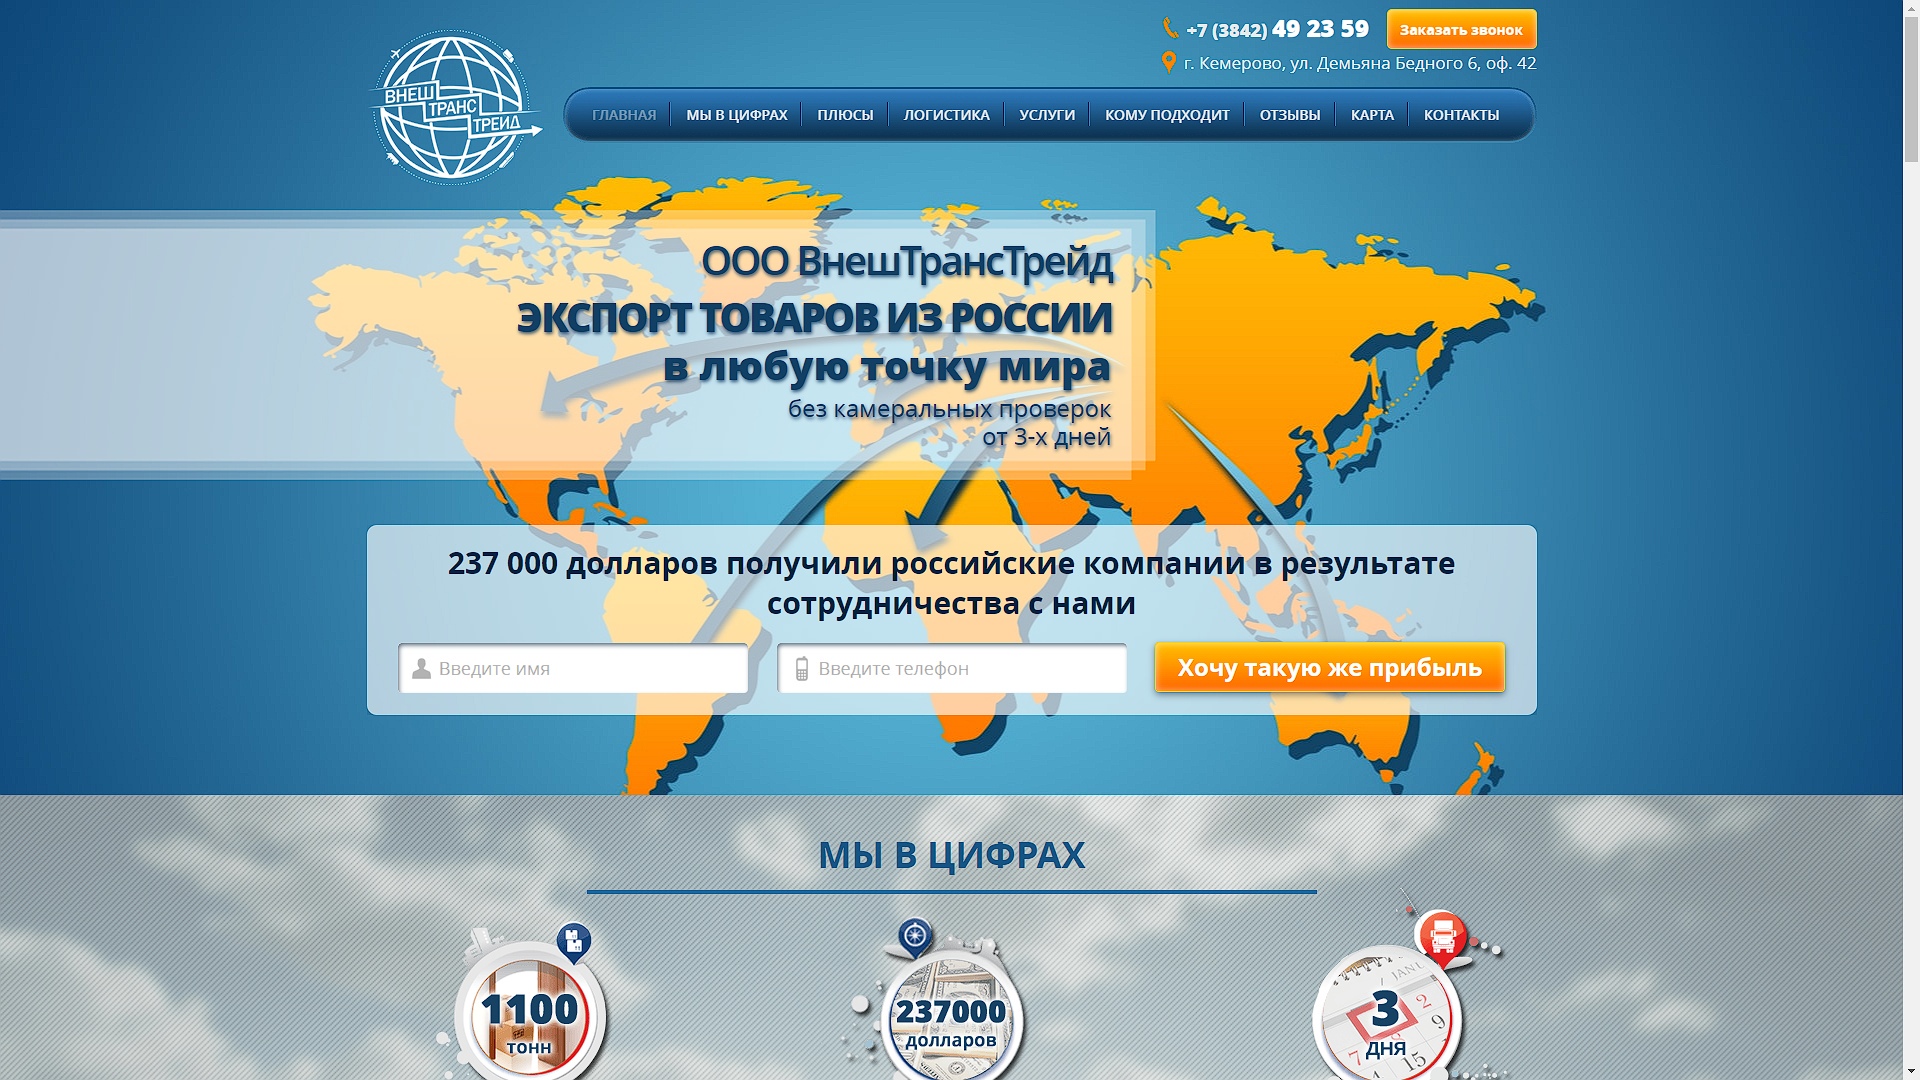 ВНЕШ
ТРАНС
ТРЕЙД
+7 (3842) 49 23 59
Заказать звонок
г. Кемерово, ул. Демьяна Бедного 6, оф. 42
ГЛАВНАЯ
МЫ В ЦИФРАХ
ПЛЮСЫ
ЛОГИСТИКА
УСЛУГИ
КОМУ ПОДХОДИТ
ОТЗЫВЫ
КАРТА
КОНТАКТЫ
ООО ВнешТрансТрейд
ЭКСПОРТ ТОВАРОВ ИЗ РОССИИ
в любую точку мира
без камеральных проверок
от 3-х дней
237 000 долларов получили российские компании в результате
сотрудничества с нами
Введите имя
Введите телефон
Хочу такую же прибыль
МЫ В ЦИФРАХ
1100
тонн
237000
долларов
3
ДНЯ